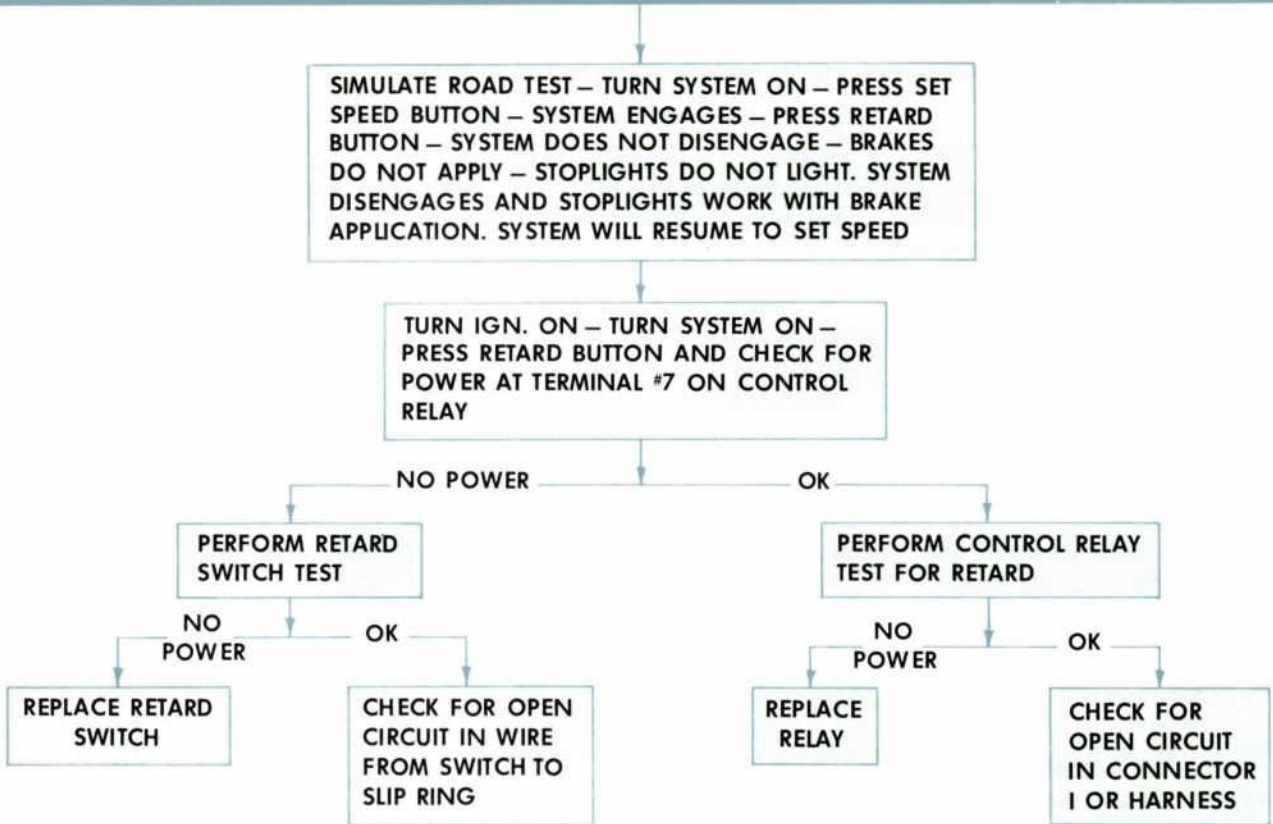 SIMULATE ROAD TEST – TURN SYSTEM ON – PRESS SET
SPEED BUTTON – SYSTEM ENGAGES – PRESS RETARD
BUTTON – SYSTEM DOES NOT DISENGAGE – BRAKES
DO NOT APPLY – STOPLIGHTS DO NOT LIGHT. SYSTEM
DISENGAGES AND STOPLIGHTS WORK WITH BRAKE
APPLICATION. SYSTEM WILL RESUME TO SET SPEED
TURN IGN. ON – TURN SYSTEM ON –
PRESS RETARD BUTTON AND CHECK FOR
POWER AT TERMINAL #7 ON CONTROL
RELAY
NO POWER
OK
PERFORM RETARD
SWITCH TEST
PERFORM CONTROL RELAY
TEST FOR RETARD
NO
POWER
OK
NO
POWER
OK
REPLACE RETARD
SWITCH
CHECK FOR OPEN
CIRCUIT IN WIRE
FROM SWITCH TO
SLIP RING
REPLACE
RELAY
CHECK FOR
OPEN CIRCUIT
IN CONNECTOR
I OR HARNESS